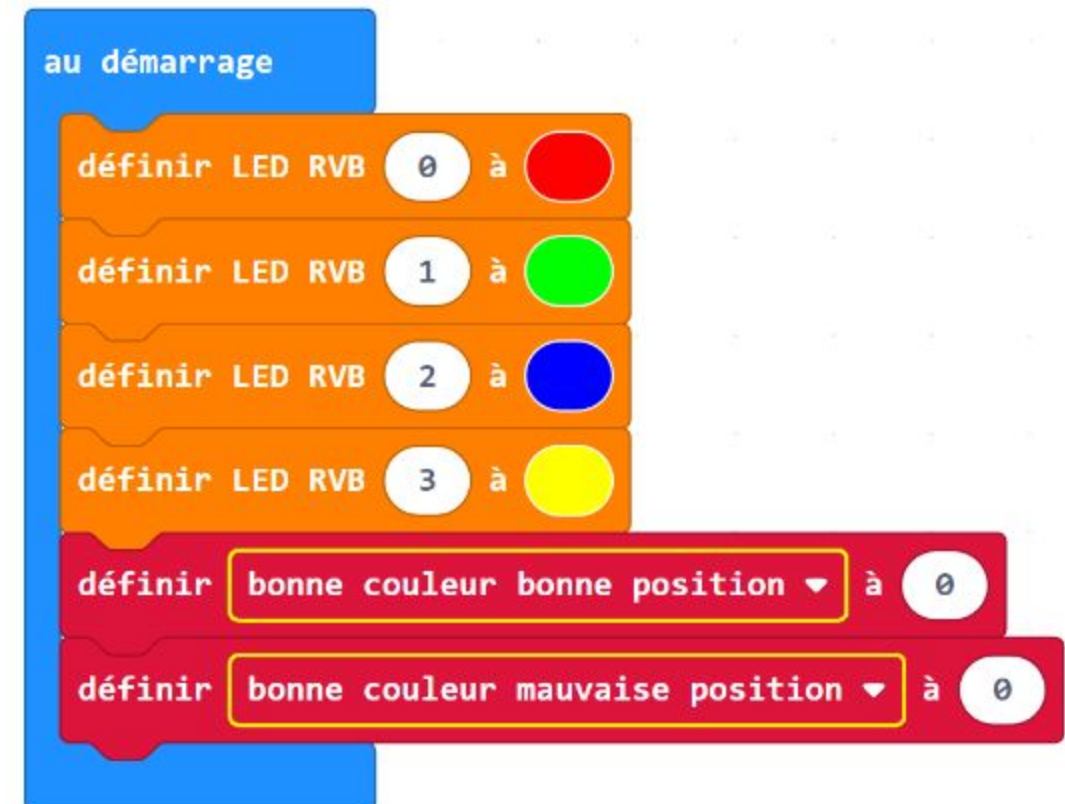 au démarrage
définir LED RVB 0 à
définir LED RVB 1 à
définir LED RVB 2 à
définir LED RVB 3 à
définir bonne couleur bonne position à 0
définir bonne couleur mauvaise position à 0